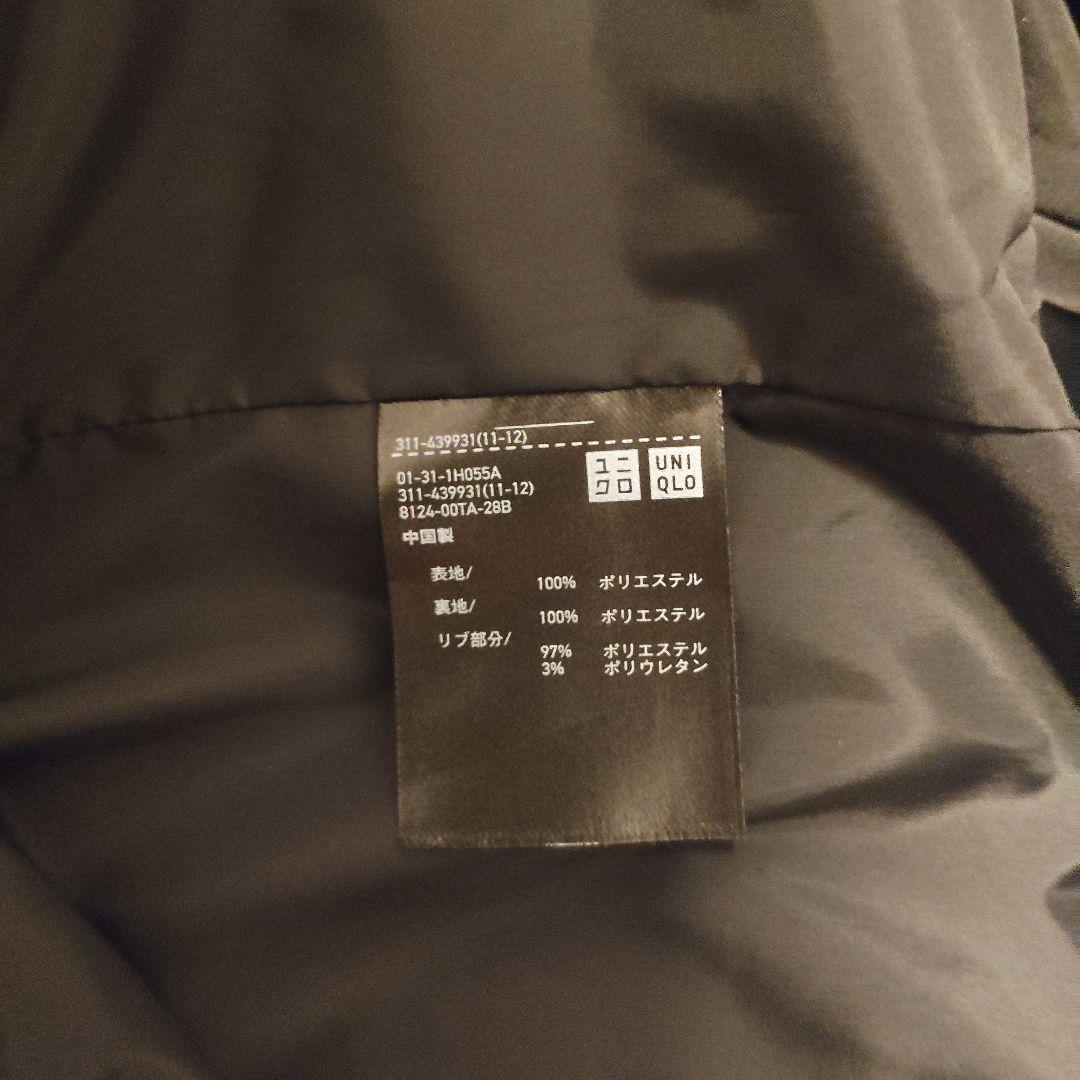 311-439931(11-12)
01-31-1H055A
311-439931(11-12)
8124-00TA-28B
ユニ
クロ
UNI
QLO
中国製
表地/
100% ポリエステル
裏地/
100% ポリエステル
リブ部分/
97% ポリエステル
3% ポリウレタン